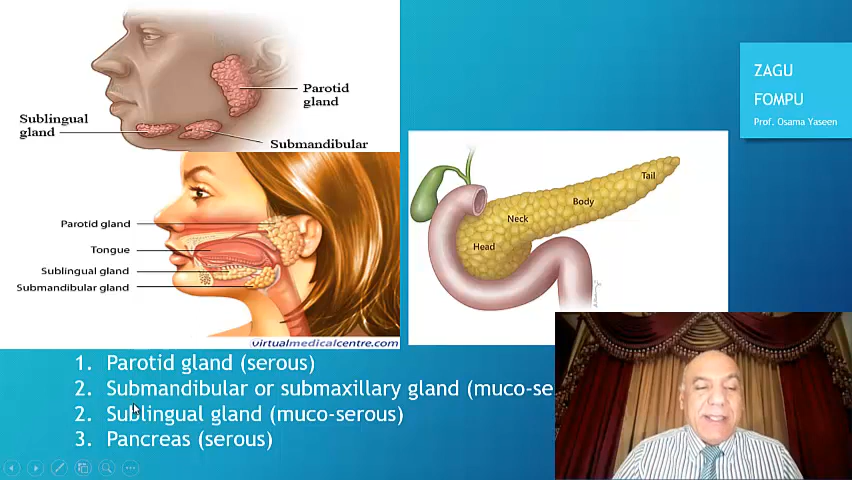 Parotid
gland
Sublingual
gland
Submandibular
Parotid gland
Tongue
Sublingual gland
Submandibular gland
virtualmedicalcentre.com
Tail
Body
Neck
Head
ZAGU
FOMPU
Prof. Osama Yaseen
1. Parotid gland (serous)
2. Submandibular or submaxillary gland (muco-se
2. Sublingual gland (muco-serous)
3. Pancreas (serous)